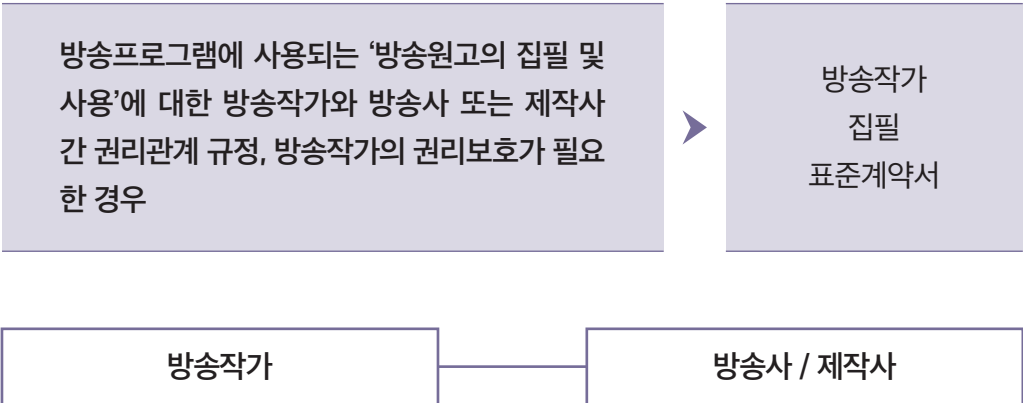 방송프로그램에 사용되는 ‘방송원고의 집필 및
사용’에 대한 방송작가와 방송사 또는 제작사
간 권리관계 규정, 방송작가의 권리보호가 필요
한 경우
방송작가
집필
표준계약서
방송작가
방송사 / 제작사